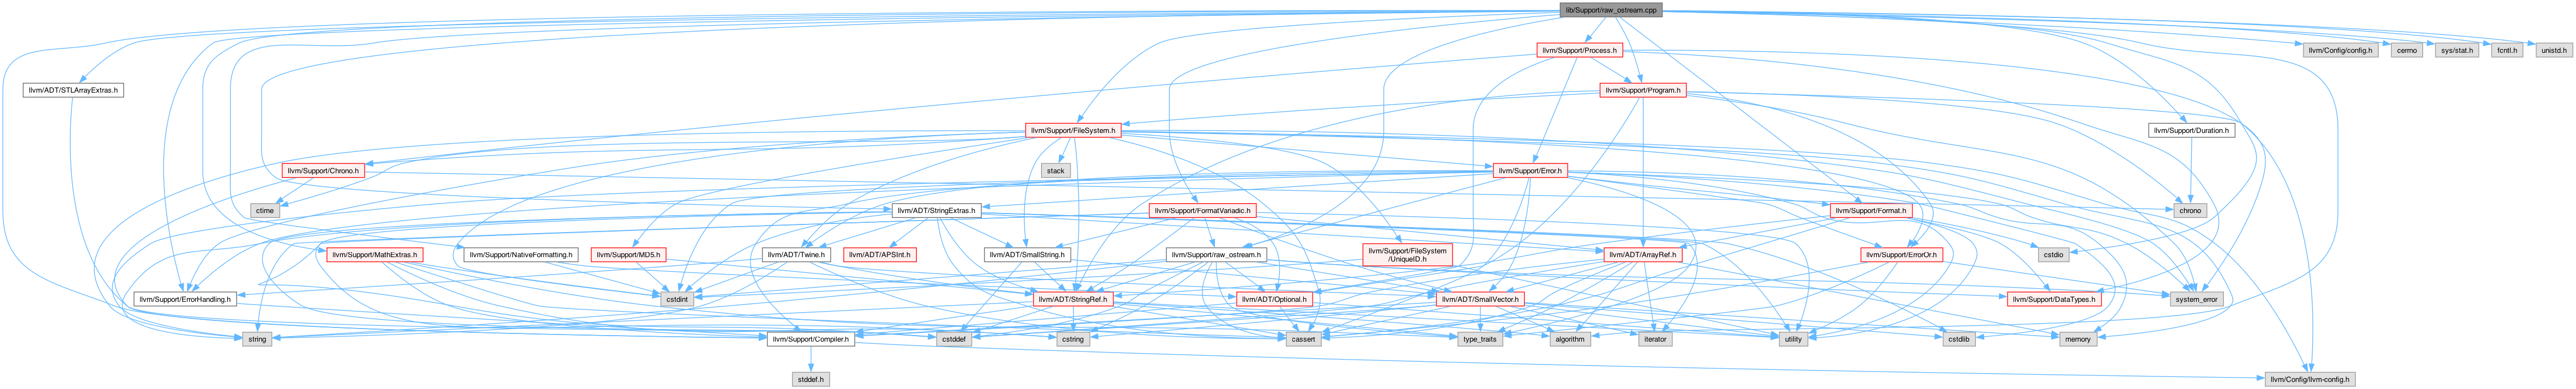 lib/Support/raw_ostream.cpp
llvm/Support/Process.h
llvm/Config/config.h
cerrno
sys/stat.h
fcntl.h
unistd.h
llvm/ADT/STLArrayExtras.h
llvm/Support/Program.h
llvm/Support/FileSystem.h
llvm/Support/Duration.h
llvm/Support/Chrono.h
stack
llvm/Support/Error.h
ctime
llvm/ADT/StringExtras.h
llvm/Support/FormatVariadic.h
llvm/Support/Format.h
chrono
llvm/Support/MathExtras.h
llvm/Support/NativeFormatting.h
llvm/Support/MD5.h
llvm/ADT/Twine.h
llvm/ADT/APSInt.h
llvm/ADT/SmallString.h
llvm/Support/raw_ostream.h
llvm/Support/FileSystem
/UniqueID.h
llvm/ADT/ArrayRef.h
llvm/Support/ErrorOr.h
cstdio
llvm/Support/ErrorHandling.h
cstdint
llvm/ADT/StringRef.h
llvm/ADT/Optional.h
llvm/ADT/SmallVector.h
llvm/Support/DataTypes.h
system_error
string
llvm/Support/Compiler.h
cstddef
cstring
cassert
type_traits
algorithm
iterator
utility
cstdlib
memory
stddef.h
llvm/Config/llvm-config.h